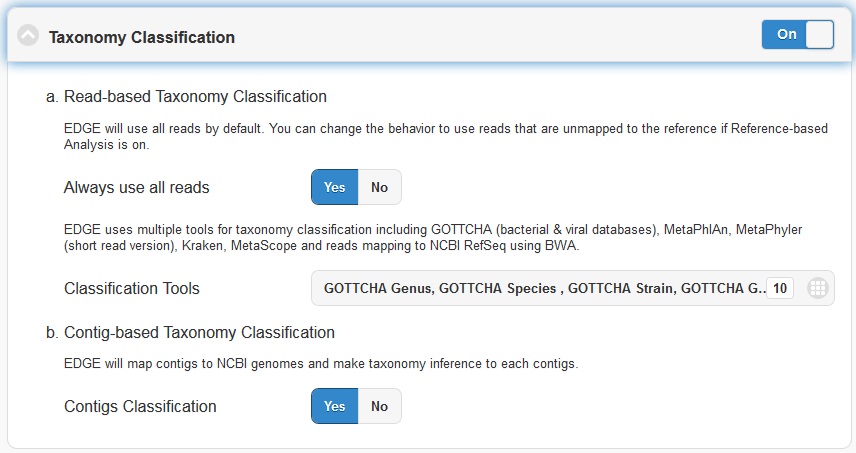 Taxonomy Classification
On
a. Read-based Taxonomy Classification
EDGE will use all reads by default. You can change the behavior to use reads that are unmapped to the reference if Reference-based
Analysis is on.
Always use all reads
Yes No
EDGE uses multiple tools for taxonomy classification including GOTTCHA (bacterial & viral databases), MetaPhlAn, MetaPhyler
(short read version), Kraken, MetaScope and reads mapping to NCBI RefSeq using BWA.
Classification Tools
GOTTCHA Genus, GOTTCHA Species , GOTTCHA Strain, GOTTCHA G.. 10
b. Contig-based Taxonomy Classification
EDGE will map contigs to NCBI genomes and make taxonomy inference to each contigs.
Contigs Classification
Yes No